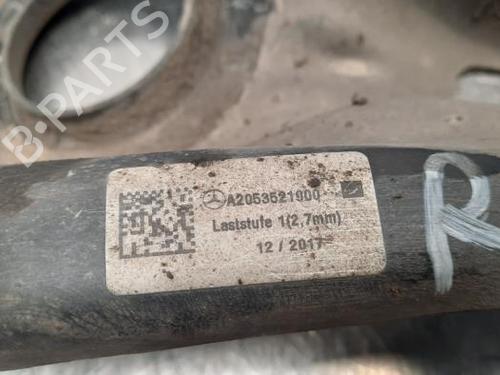 B-PARTS
A2053521900
Laststufe 1(2,7mm)
12 / 2017
R